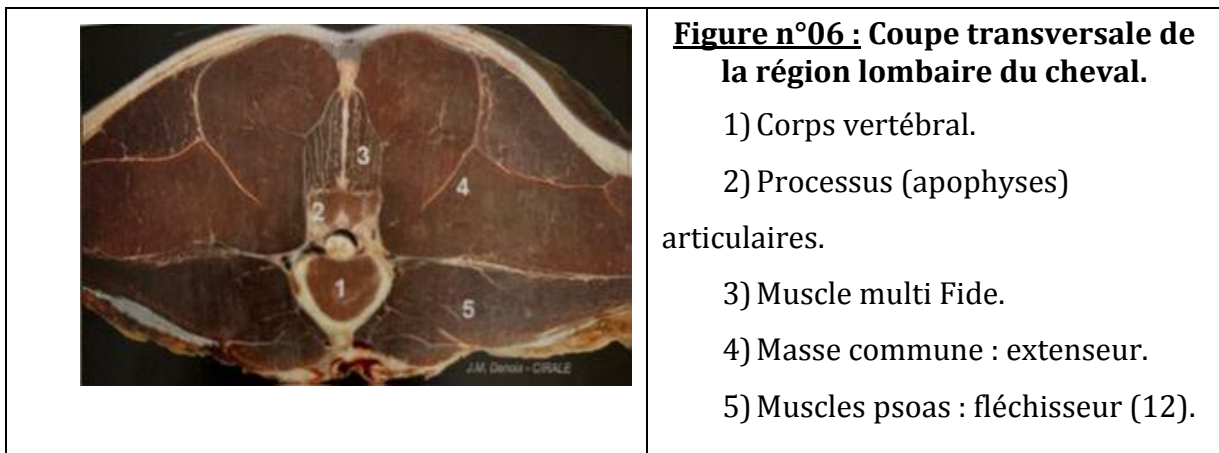 3
4
2
1
5
J.M. Denoix - CIRALE
Figure n°06 : Coupe transversale de
la région lombaire du cheval.
1) Corps vertébral.
2) Processus (apophyses)
articulaires.
3) Muscle multi Fide.
4) Masse commune : extenseur.
5) Muscles psoas : fléchisseur (12).